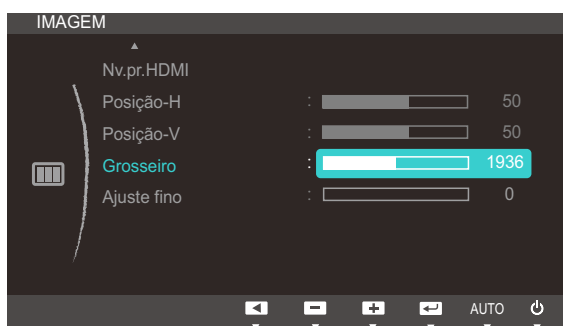 IMAGEM
Nv.pr.HDMI
Posição-H : 50
Posição-V : 50
Grosseiro : 1936
Ajuste fino : 0
AUTO